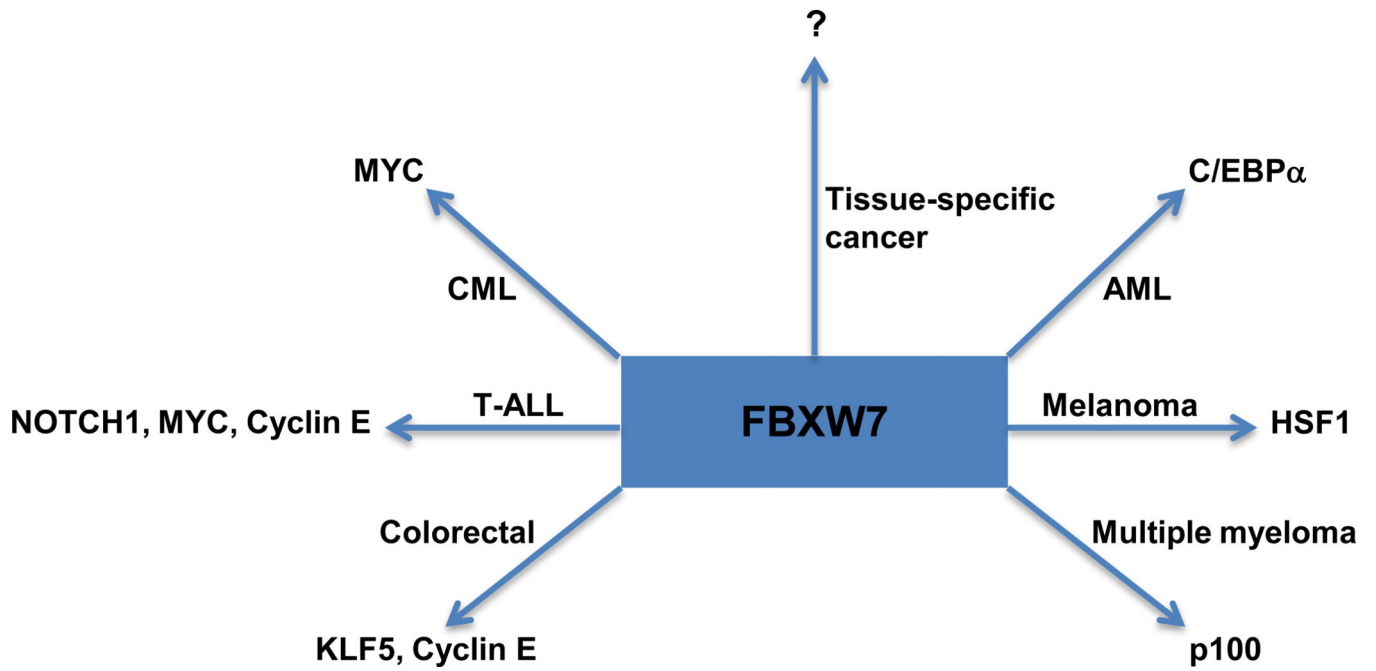 ?
MYC
C/EBPα
Tissue-specific
cancer
CML
AML
NOTCH1, MYC, Cyclin E
T-ALL
FBXW7
Melanoma
HSF1
Colorectal
Multiple myeloma
KLF5, Cyclin E
p100